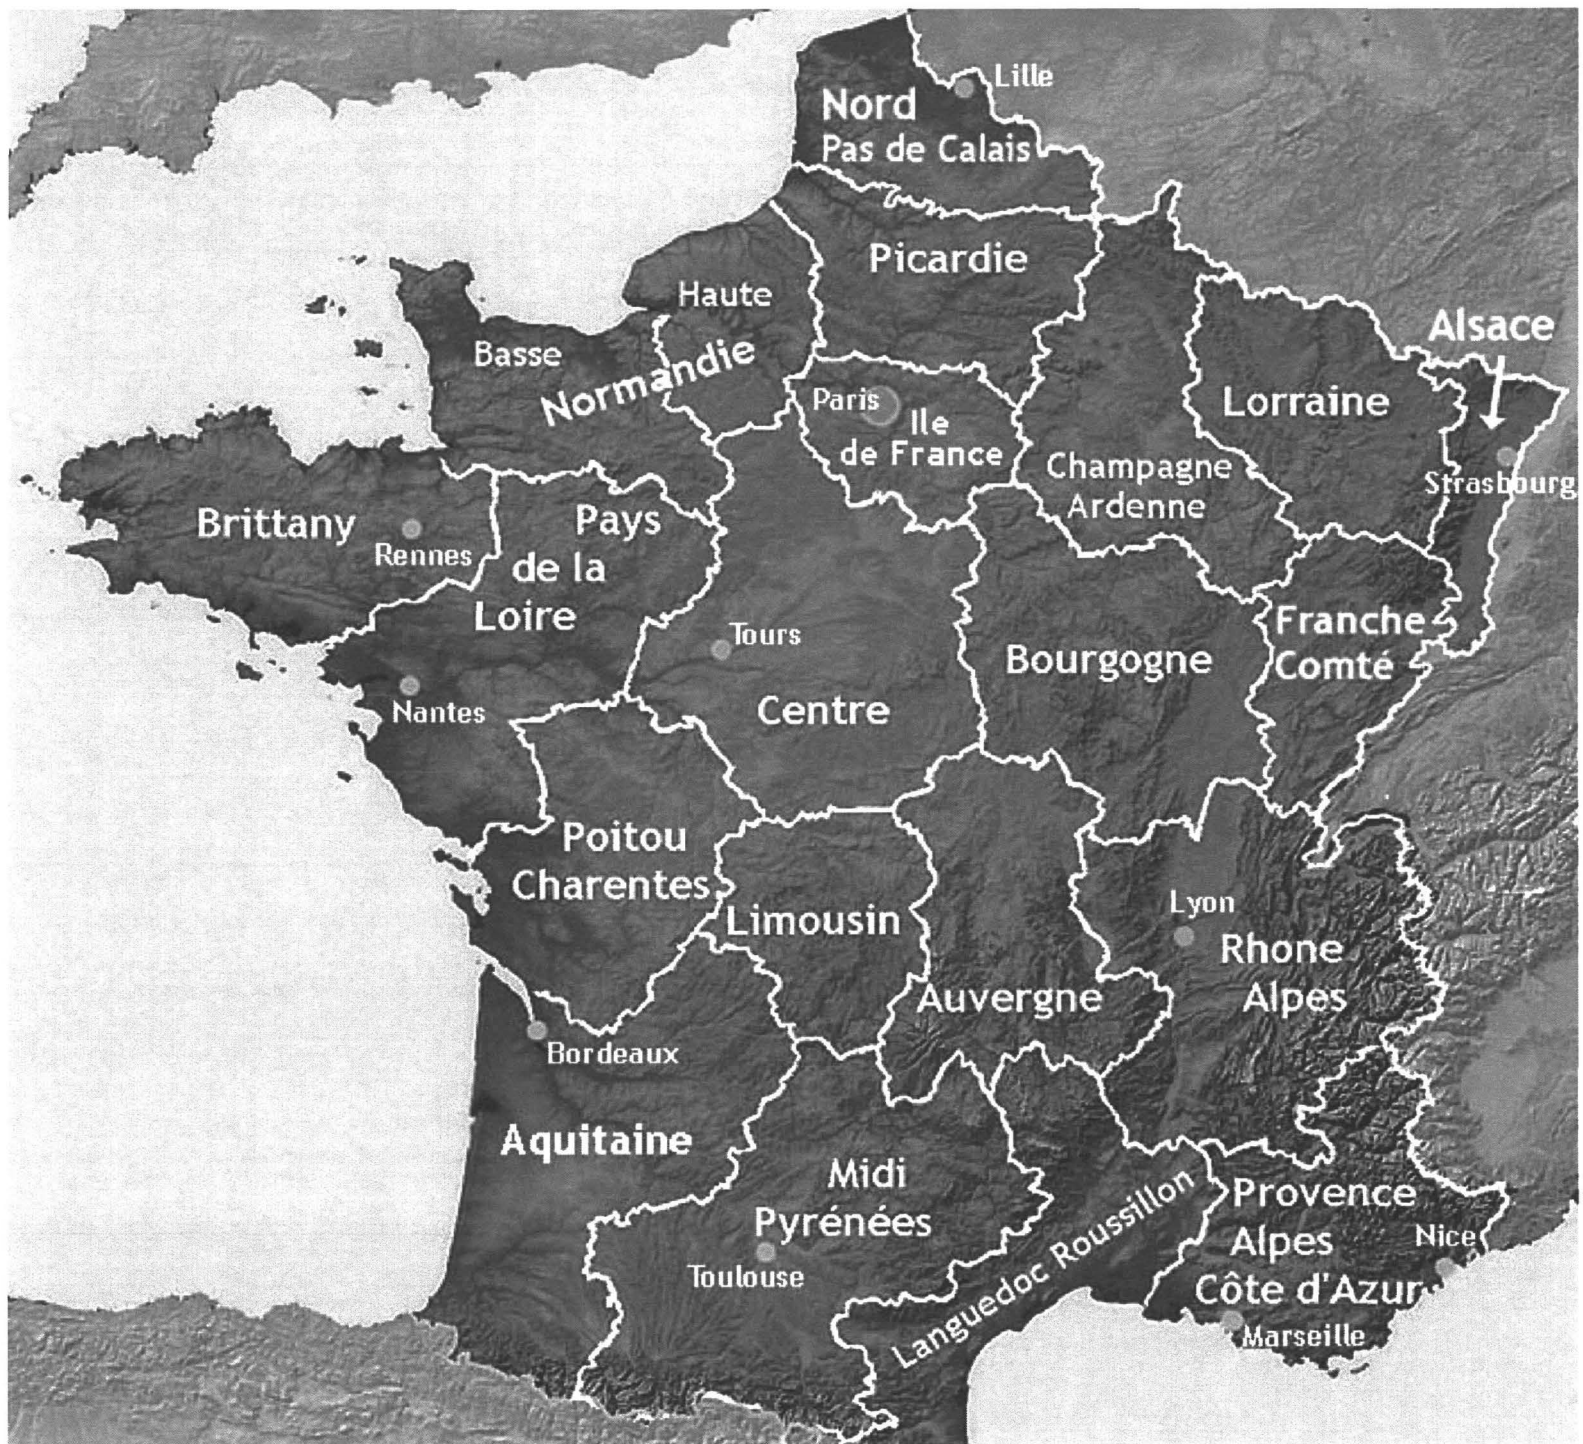 Lille
Nord
Pas de Calais
Picardie
Haute
Basse
Normandie
Alsace
Paris
Ile
de France
Lorraine
Champagne
Ardenne
Strasbourg
Brittany
Rennes
Pays
de la
Loire
Nantes
Tours
Centre
Bourgogne
Franche
Comté
Poitou
Charentes
Limousin
Auvergne
Lyon
Rhone
Alpes
Bordeaux
Aquitaine
Midi
Pyrénées
Toulouse
Languedoc Roussillon
Provence
Alpes
Côte d'Azur
Nice
Marseille